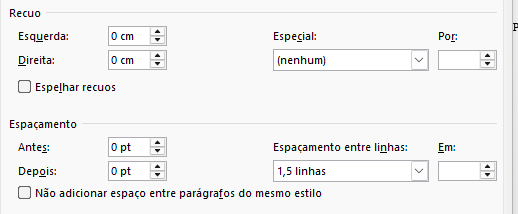 Recuo
Esquerda: 0 cm Especial: Por:
Direita: 0 cm (nenhum)
Espelhar recuos
Espaçamento
Antes: 0 pt Espaçamento entre linhas: Em:
Depois: 0 pt 1,5 linhas
Não adicionar espaço entre parágrafos do mesmo estilo